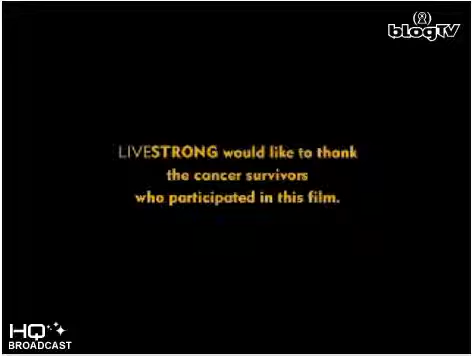 blogTV
LIVESTRONG would like to thank
the cancer survivors
who participated in this film.
HQ
BROADCAST